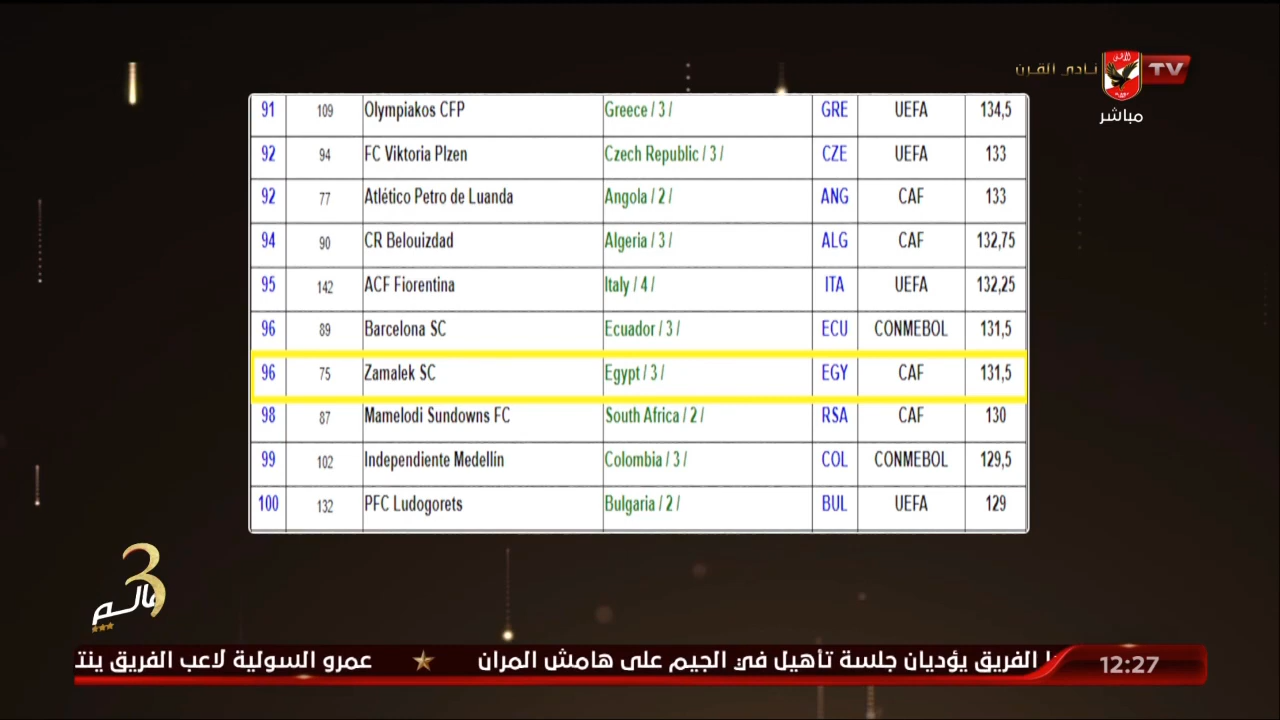 نادي القرن
TV
مباشر
91 109 Olympiakos CFP Greece / 3 / GRE UEFA 134,5
92 94 FC Viktoria Plzen Czech Republic / 3 / CZE UEFA 133
92 77 Atlético Petro de Luanda Angola / 2 / ANG CAF 133
94 90 CR Belouizdad Algeria / 3 / ALG CAF 132,75
95 142 ACF Fiorentina Italy / 4 / ITA UEFA 132,25
96 89 Barcelona SC Ecuador / 3 / ECU CONMEBOL 131,5
96 75 Zamalek SC Egypt / 3 / EGY CAF 131,5
98 87 Mamelodi Sundowns FC South Africa / 2 / RSA CAF 130
99 102 Independiente Medellín Colombia / 3 / COL CONMEBOL 129,5
100 132 PFC Ludogorets Bulgaria / 2 / BUL UEFA 129
3
عالم
12:27
الفريق يؤديان جلسة تأهيل في الجيم على هامش المران ★ عمرو السولية لاعب الفريق